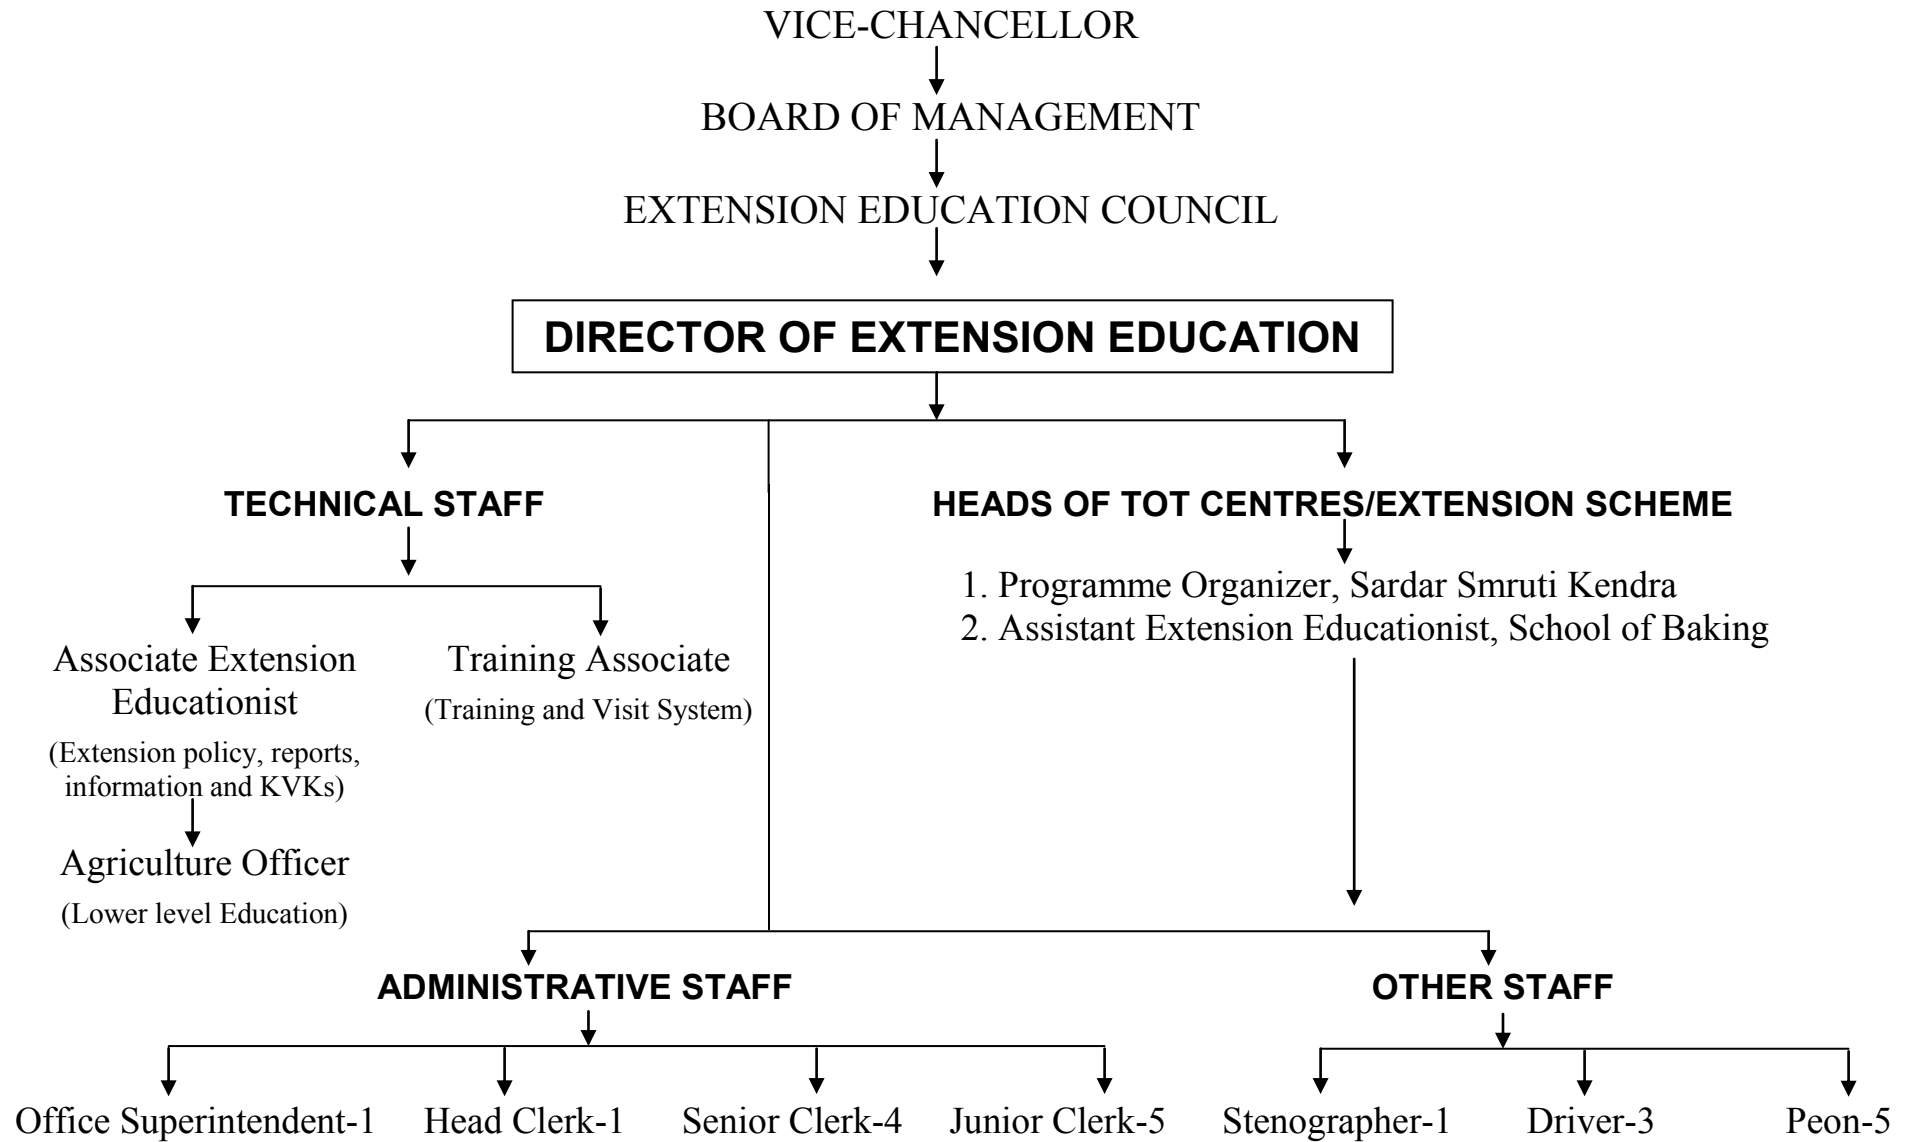 VICE-CHANCELLOR
BOARD OF MANAGEMENT
EXTENSION EDUCATION COUNCIL
DIRECTOR OF EXTENSION EDUCATION
TECHNICAL STAFF
HEADS OF TOT CENTRES/EXTENSION SCHEME
1. Programme Organizer, Sardar Smruti Kendra
2. Assistant Extension Educationist, School of Baking
Associate Extension
Educationist
(Extension policy, reports,
information and KVKs)
Training Associate
(Training and Visit System)
Agriculture Officer
(Lower level Education)
ADMINISTRATIVE STAFF
OTHER STAFF
Office Superintendent-1
Head Clerk-1
Senior Clerk-4
Junior Clerk-5
Stenographer-1
Driver-3
Peon-5